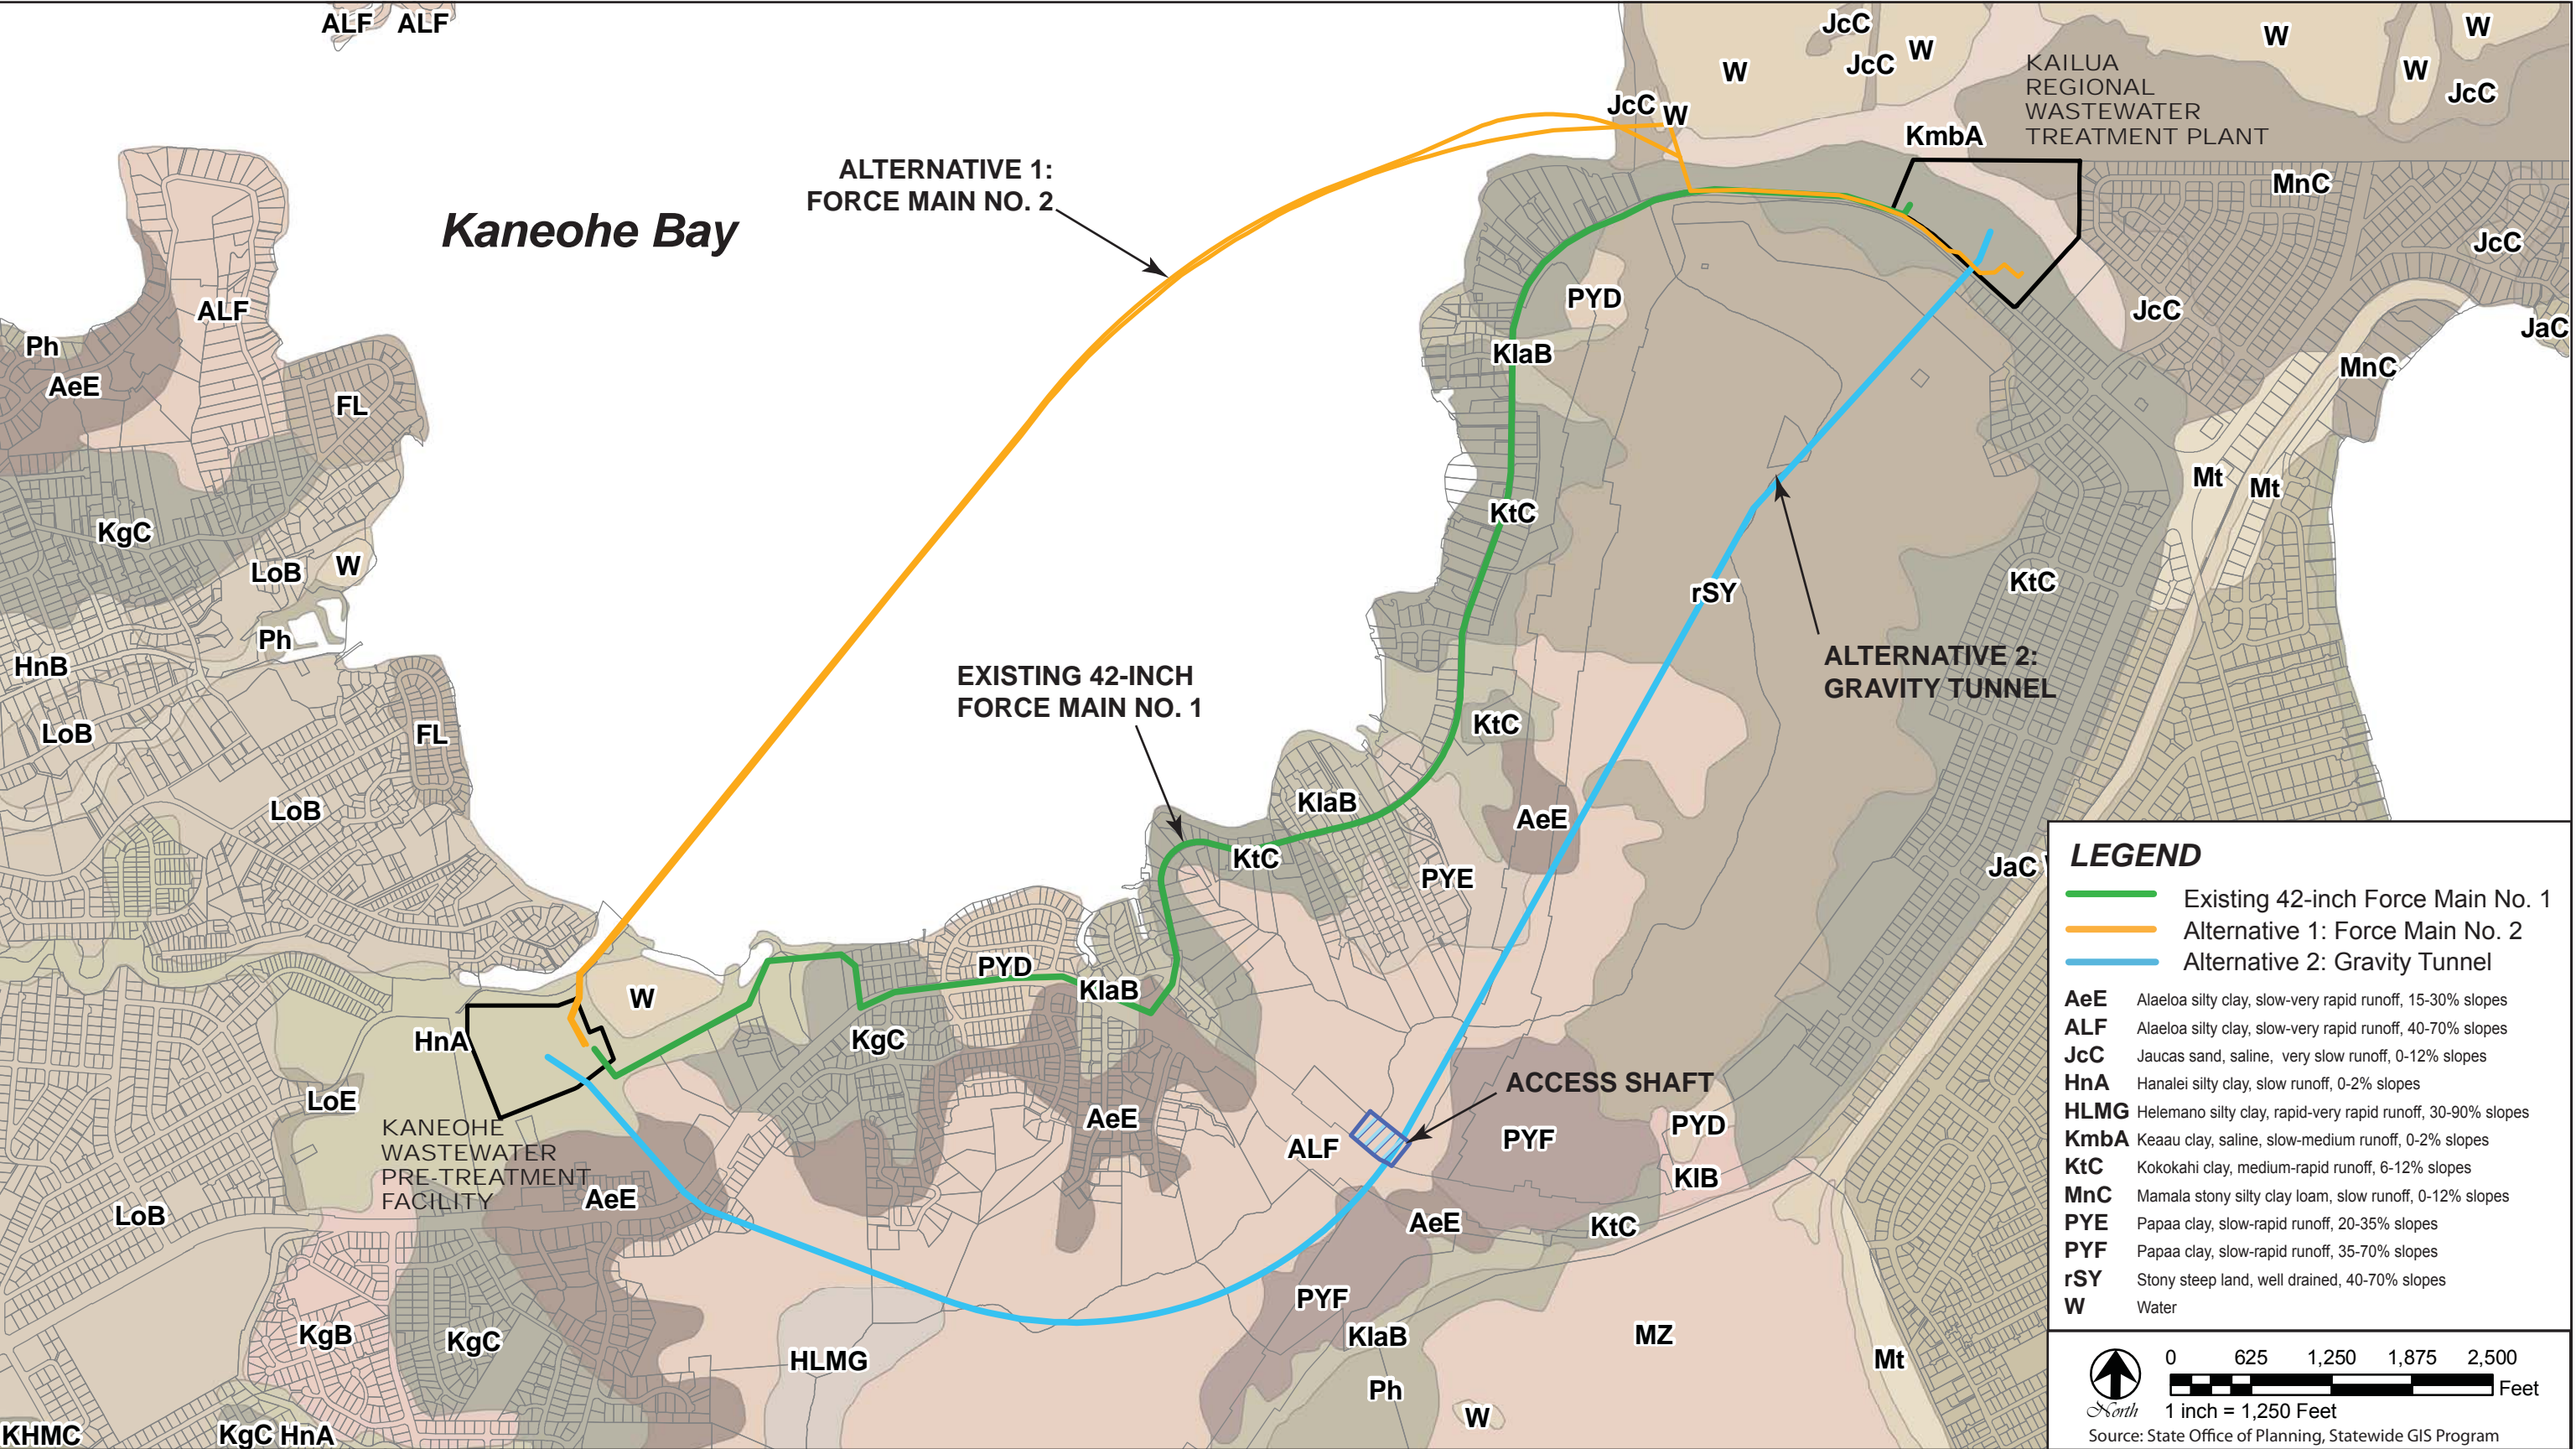 ALF ALF
JcC
W
W
JcC
W
W
W
W
JcC
KAILUA
REGIONAL
WASTEWATER
TREATMENT PLANT
JcC
W
KmbA
ALTERNATIVE 1:
FORCE MAIN NO. 2
Kaneohe Bay
MnC
JcC
ALF
PYD
JcC
JaC
Ph
AeE
KlaB
MnC
FL
KgC
KtC
Mt
Mt
LoB
W
rSY
KtC
Ph
HnB
EXISTING 42-INCH
FORCE MAIN NO. 1
ALTERNATIVE 2:
GRAVITY TUNNEL
LoB
FL
KtC
LoB
KlaB
AeE
KtC
PYE
JaC
PYD
KlaB
W
HnA
KgC
LoE
KANEOHE
WASTEWATER
PRE-TREATMENT
FACILITY
AeE
ACCESS SHAFT
ALF
PYF
PYD
KIB
LoB
AeE
AeE
KtC
PYF
KlaB
MZ
KgB
KgC
HLMG
Mt
Ph
W
KHMC
KgC HnA
LEGEND
Existing 42-inch Force Main No. 1
Alternative 1: Force Main No. 2
Alternative 2: Gravity Tunnel
AeE Alaeloa silty clay, slow-very rapid runoff, 15-30% slopes
ALF Alaeloa silty clay, slow-very rapid runoff, 40-70% slopes
JcC Jaucas sand, saline, very slow runoff, 0-12% slopes
HnA Hanalei silty clay, slow runoff, 0-2% slopes
HLMG Helemano silty clay, rapid-very rapid runoff, 30-90% slopes
KmbA Keaau clay, saline, slow-medium runoff, 0-2% slopes
KtC Kokokahi clay, medium-rapid runoff, 6-12% slopes
MnC Mamala stony silty clay loam, slow runoff, 0-12% slopes
PYE Papaa clay, slow-rapid runoff, 20-35% slopes
PYF Papaa clay, slow-rapid runoff, 35-70% slopes
rSY Stony steep land, well drained, 40-70% slopes
W Water
0 625 1,250 1,875 2,500
Feet
North
1 inch = 1,250 Feet
Source: State Office of Planning, Statewide GIS Program